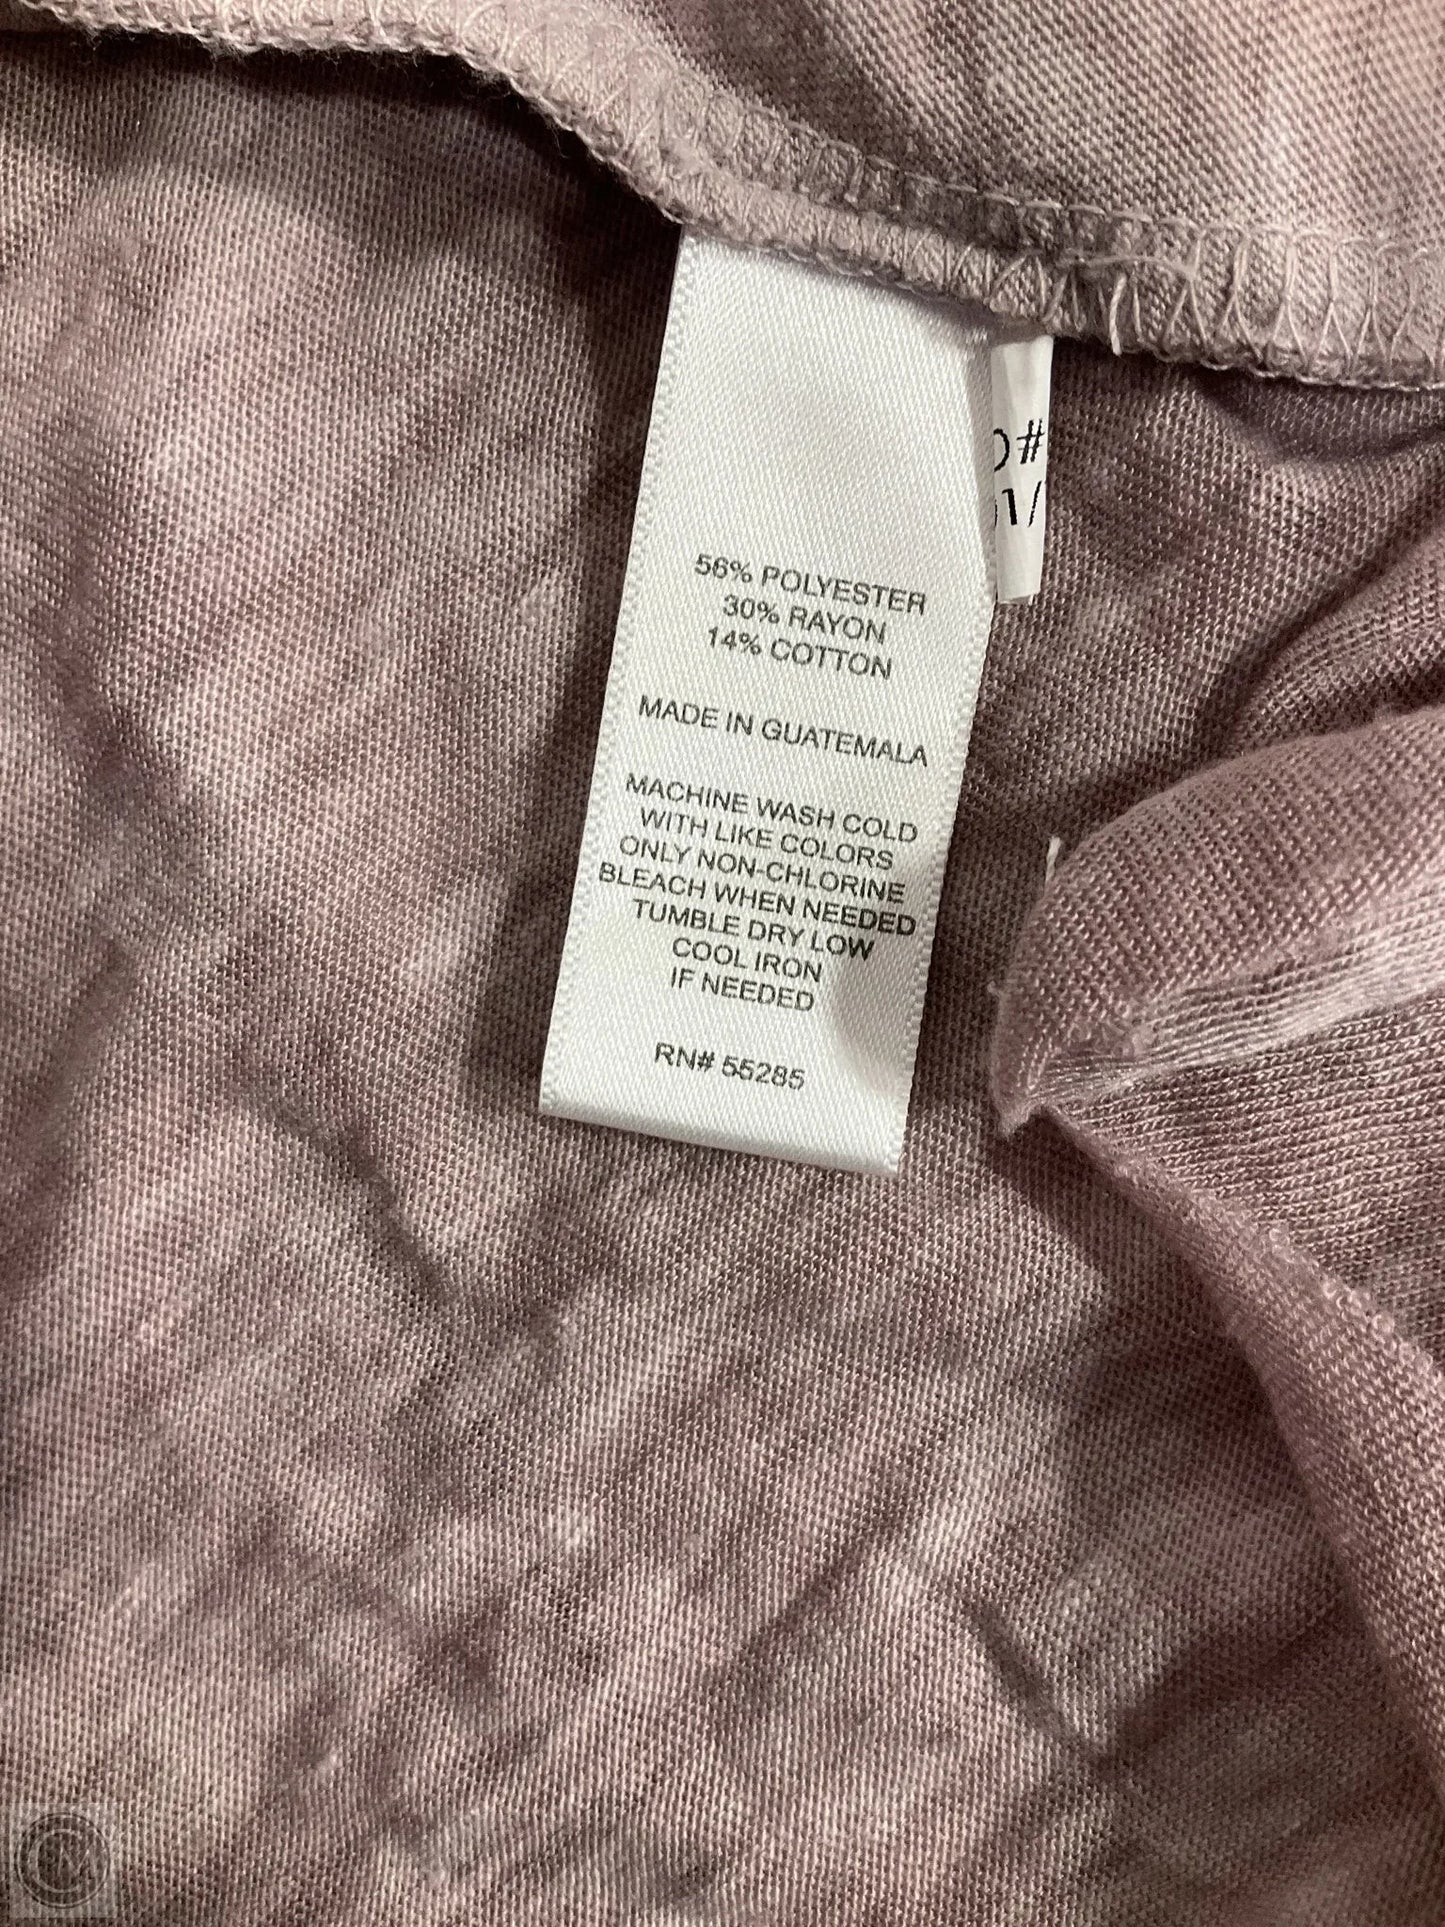 56% POLYESTER
30% RAYON
14% COTTON
MADE IN GUATEMALA
MACHINE WASH COLD
WITH LIKE COLORS
ONLY NON-CHLORINE
BLEACH WHEN NEEDED
TUMBLE DRY LOW
COOL IRON
IF NEEDED
RN# 55285